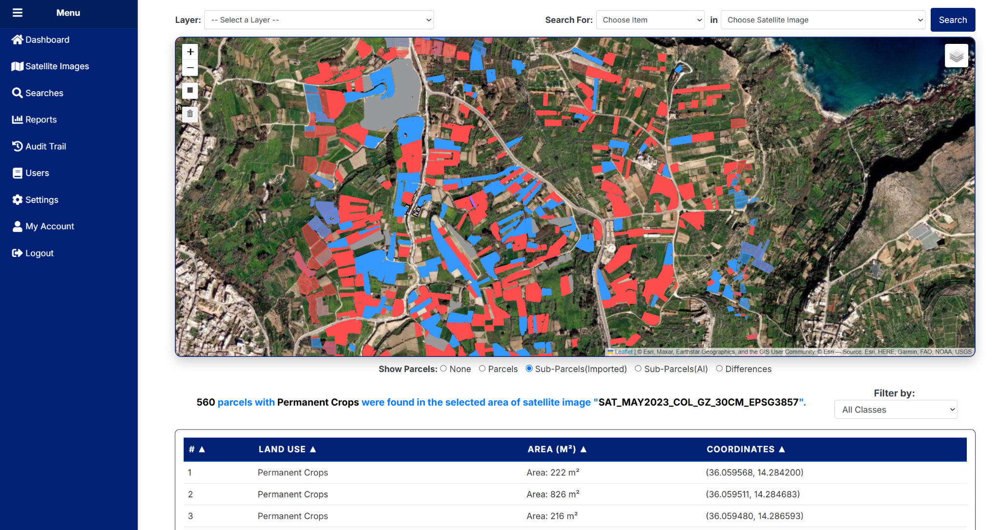 Menu
Dashboard
Satellite Images
Searches
Reports
Audit Trail
Users
Settings
My Account
Logout
Layer: -- Select a Layer --
Search For: Choose Item in Choose Satellite Image Search
+
−
Na
Leaflet | © Esri, Maxar, Earthstar Geographics, and the GIS User Community, © Esri — Source: Esri, HERE, Garmin, FAO, NOAA, USGS
Show Parcels: None Parcels Sub-Parcels(Imported) Sub-Parcels(AI) Differences
560 parcels with Permanent Crops were found in the selected area of satellite image "SAT_MAY2023_COL_GZ_30CM_EPSG3857".
Filter by:
All Classes
# ▲ LAND USE ▲ AREA (M²) ▲ COORDINATES ▲
1 Permanent Crops Area: 222 m² (36.059568, 14.284200)
2 Permanent Crops Area: 826 m² (36.059511, 14.284683)
3 Permanent Crops Area: 216 m² (36.059480, 14.286593)